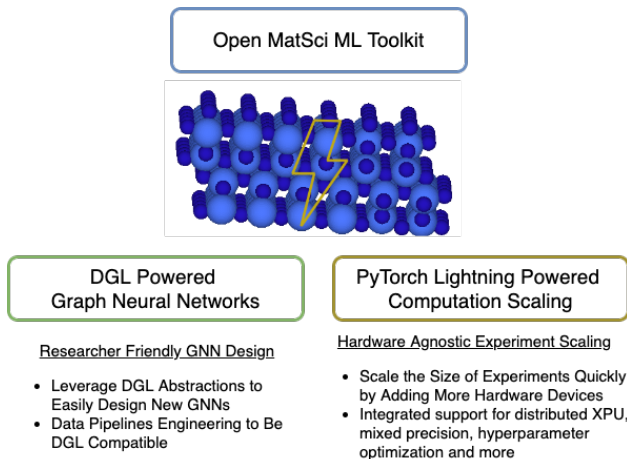 Open MatSci ML Toolkit
DGL Powered
Graph Neural Networks
Researcher Friendly GNN Design
• Leverage DGL Abstractions to
Easily Design New GNNs
• Data Pipelines Engineering to Be
DGL Compatible
PyTorch Lightning Powered
Computation Scaling
Hardware Agnostic Experiment Scaling
• Scale the Size of Experiments Quickly
by Adding More Hardware Devices
• Integrated support for distributed XPU,
mixed precision, hyperparameter
optimization and more